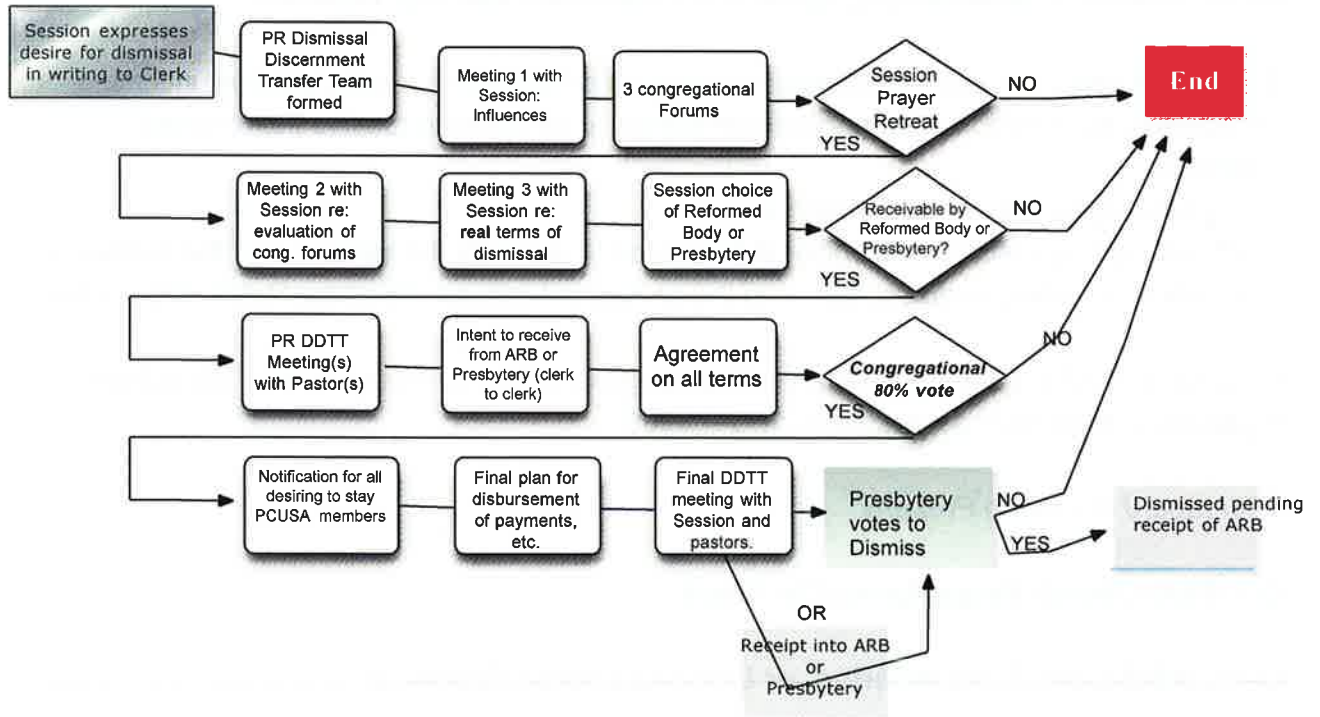 Session expresses
desire for dismissal
in writing to Clerk
PR Dismissal
Discernment
Transfer Team
formed
Meeting 1 with
Session:
Influences
3 congregational
Forums
Session
Prayer
Retreat
NO
YES
End
Meeting 2 with
Session re:
evaluation of
cong. forums
Meeting 3 with
Session re:
real terms of
dismissal
Session choice
of Reformed
Body or
Presbytery
Receivable by
Reformed Body or
Presbytery?
NO
YES
PR DDTT
Meeting(s)
with Pastor(s)
Intent to receive
from ARB or
Presbytery (clerk
to clerk)
Agreement
on all terms
Congregational
80% vote
NO
YES
Notification for all
desiring to stay
PCUSA members
Final plan for
disbursement
of payments,
etc.
Final DDTT
meeting with
Session and
pastors.
Presbytery
votes to
Dismiss
NO
YES
Dismissed pending
receipt of ARB
OR
Receipt into ARB
or
Presbytery